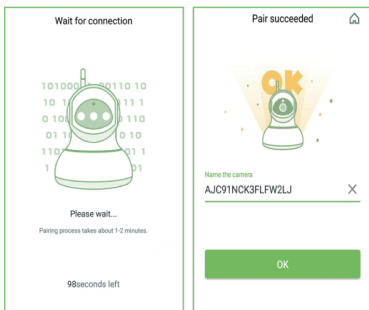 Wait for connection
Please wait...
Pairing process takes about 1-2 minutes.
98seconds left
Pair succeeded
OK
Name the camera
AJC91NCK3FLFW2LJ
OK